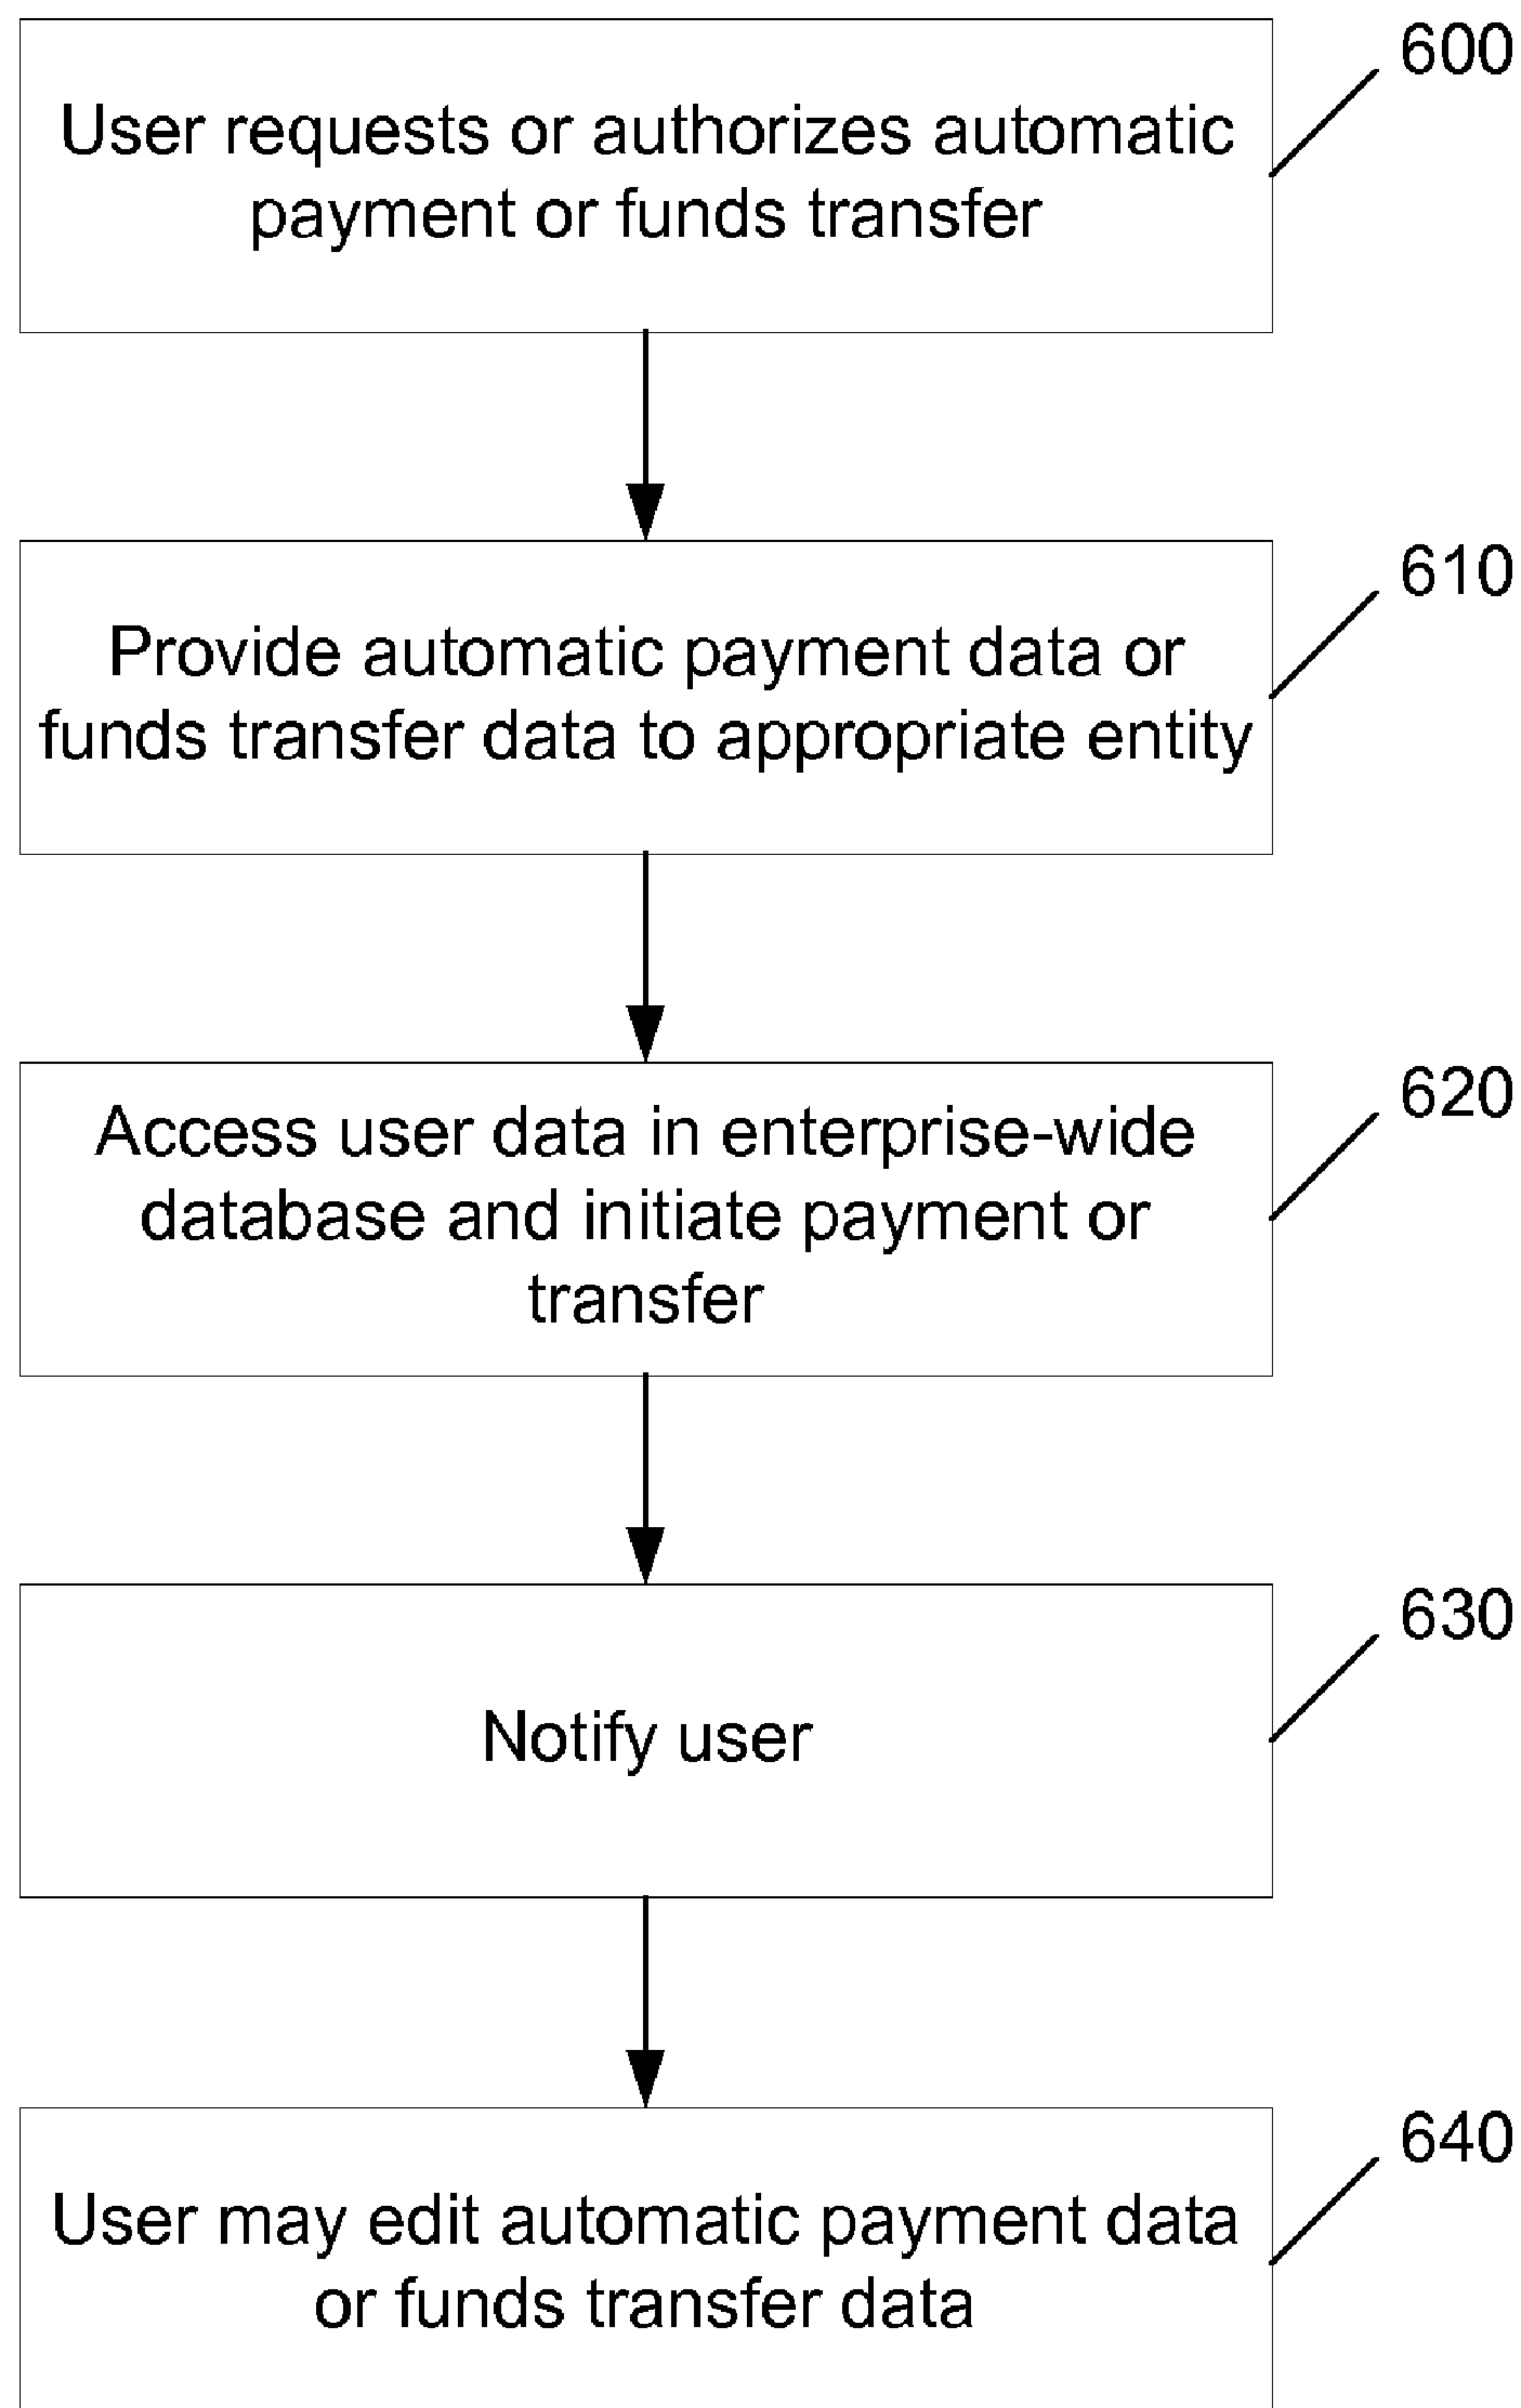 600
User requests or authorizes automatic
payment or funds transfer
610
Provide automatic payment data or
funds transfer data to appropriate entity
620
Access user data in enterprise-wide
database and initiate payment or
transfer
630
Notify user
640
User may edit automatic payment data
or funds transfer data